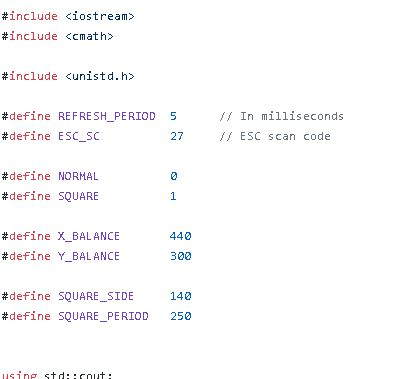 #include <iostream>
#include <cmath>
#include <unistd.h>
#define REFRESH_PERIOD 5 // In milliseconds
#define ESC_SC 27 // ESC scan code
#define NORMAL 0
#define SQUARE 1
#define X_BALANCE 440
#define Y_BALANCE 300
#define SQUARE_SIDE 140
#define SQUARE_PERIOD 250
using std::cout;